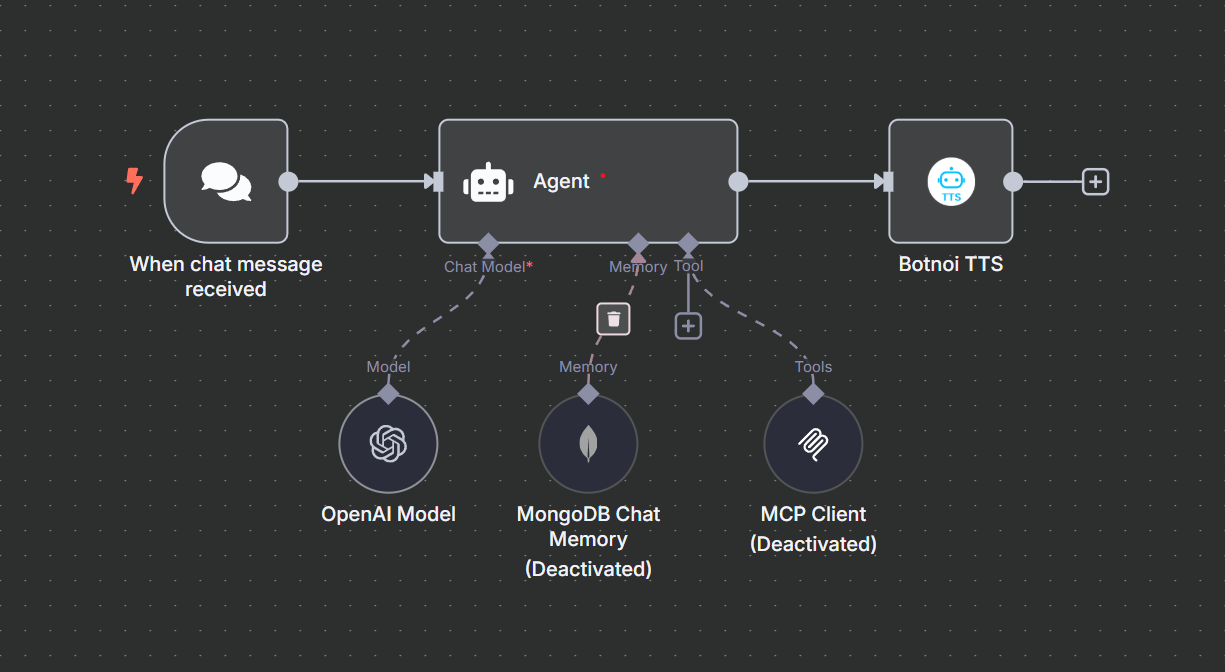 Agent *
TTS
Chat Model*
Memory
Tool
When chat message
received
Botnoi TTS
Model
Memory
Tools
OpenAI Model
MongoDB Chat
Memory
(Deactivated)
MCP Client
(Deactivated)